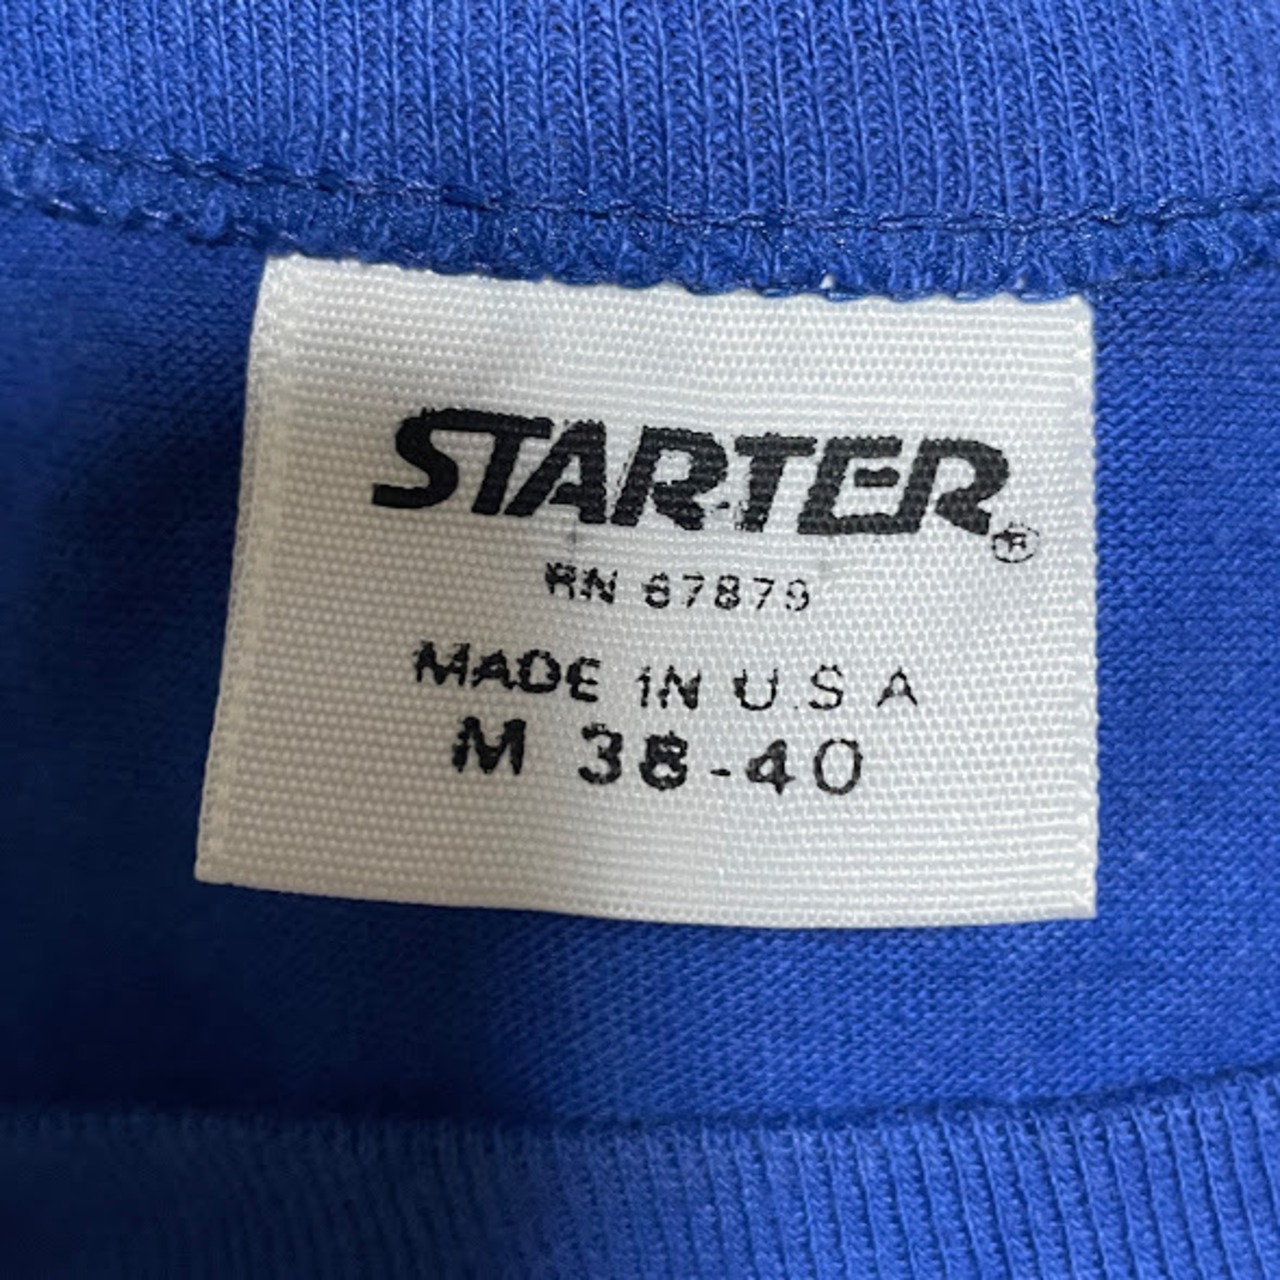 STARTER®
RN 67879
MADE IN U.S.A
M 38-40